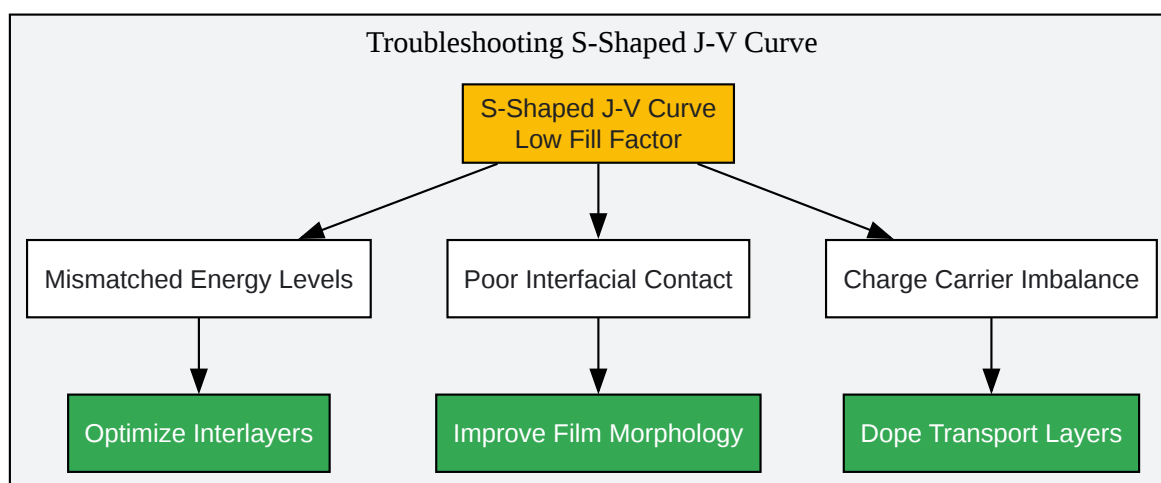 Troubleshooting S-Shaped J-V Curve
S-Shaped J-V Curve
Low Fill Factor
Mismatched Energy Levels
Poor Interfacial Contact
Charge Carrier Imbalance
Optimize Interlayers
Improve Film Morphology
Dope Transport Layers